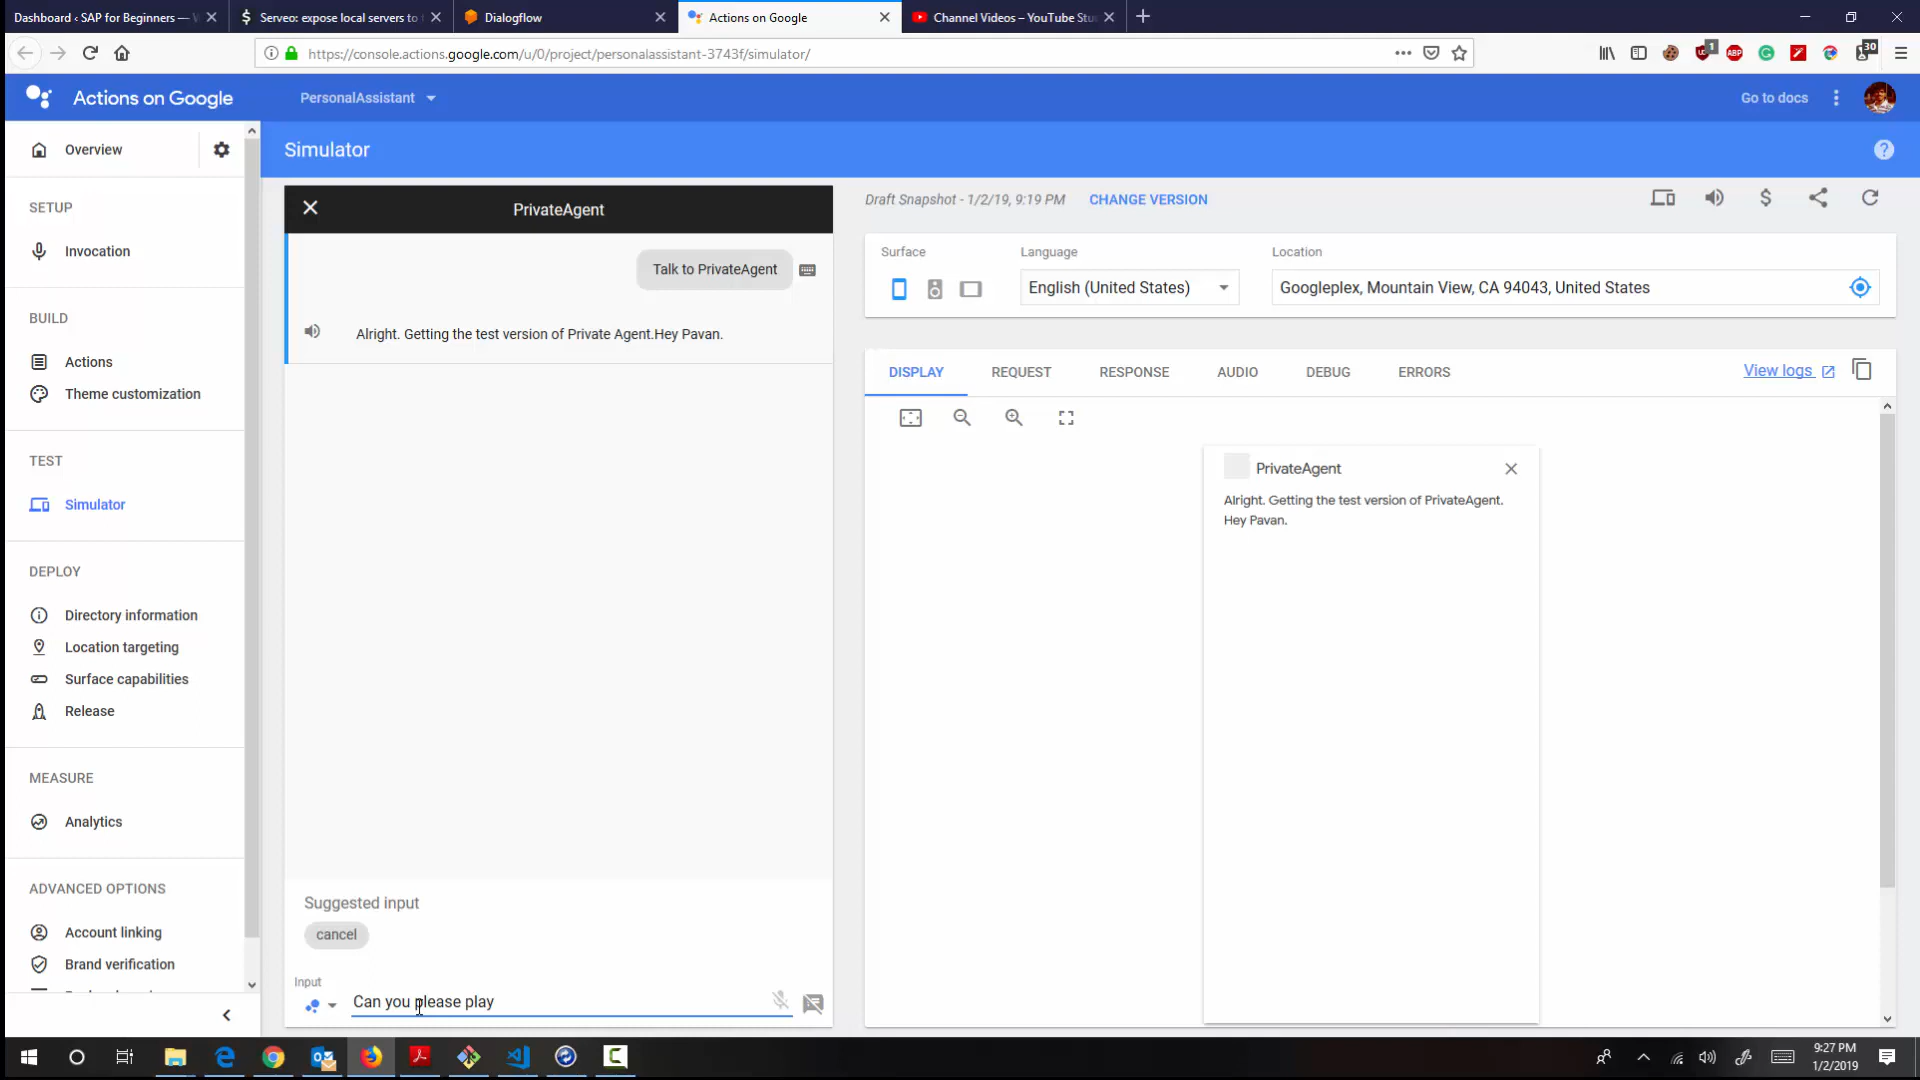 Dashboard ‹ SAP for Beginners —
Serveo: expose local servers to
Dialogflow
Actions on Google
Channel Videos – YouTube Stu
https://console.actions.google.com/u/0/project/personalassistant-3743f/simulator/
1
ABP
30
Actions on Google
PersonalAssistant
Go to docs
Overview
Simulator
SETUP
Invocation
BUILD
Actions
Theme customization
TEST
Simulator
DEPLOY
Directory information
Location targeting
Surface capabilities
Release
MEASURE
Analytics
ADVANCED OPTIONS
Account linking
Brand verification
PrivateAgent
Talk to PrivateAgent
Alright. Getting the test version of Private Agent.Hey Pavan.
Suggested input
cancel
Input
Can you please play
Draft Snapshot - 1/2/19, 9:19 PM
CHANGE VERSION
Surface
Language
Location
English (United States)
Googleplex, Mountain View, CA 94043, United States
DISPLAY
REQUEST
RESPONSE
AUDIO
DEBUG
ERRORS
View logs
PrivateAgent
Alright. Getting the test version of PrivateAgent.
Hey Pavan.
9:27 PM
1/2/2019